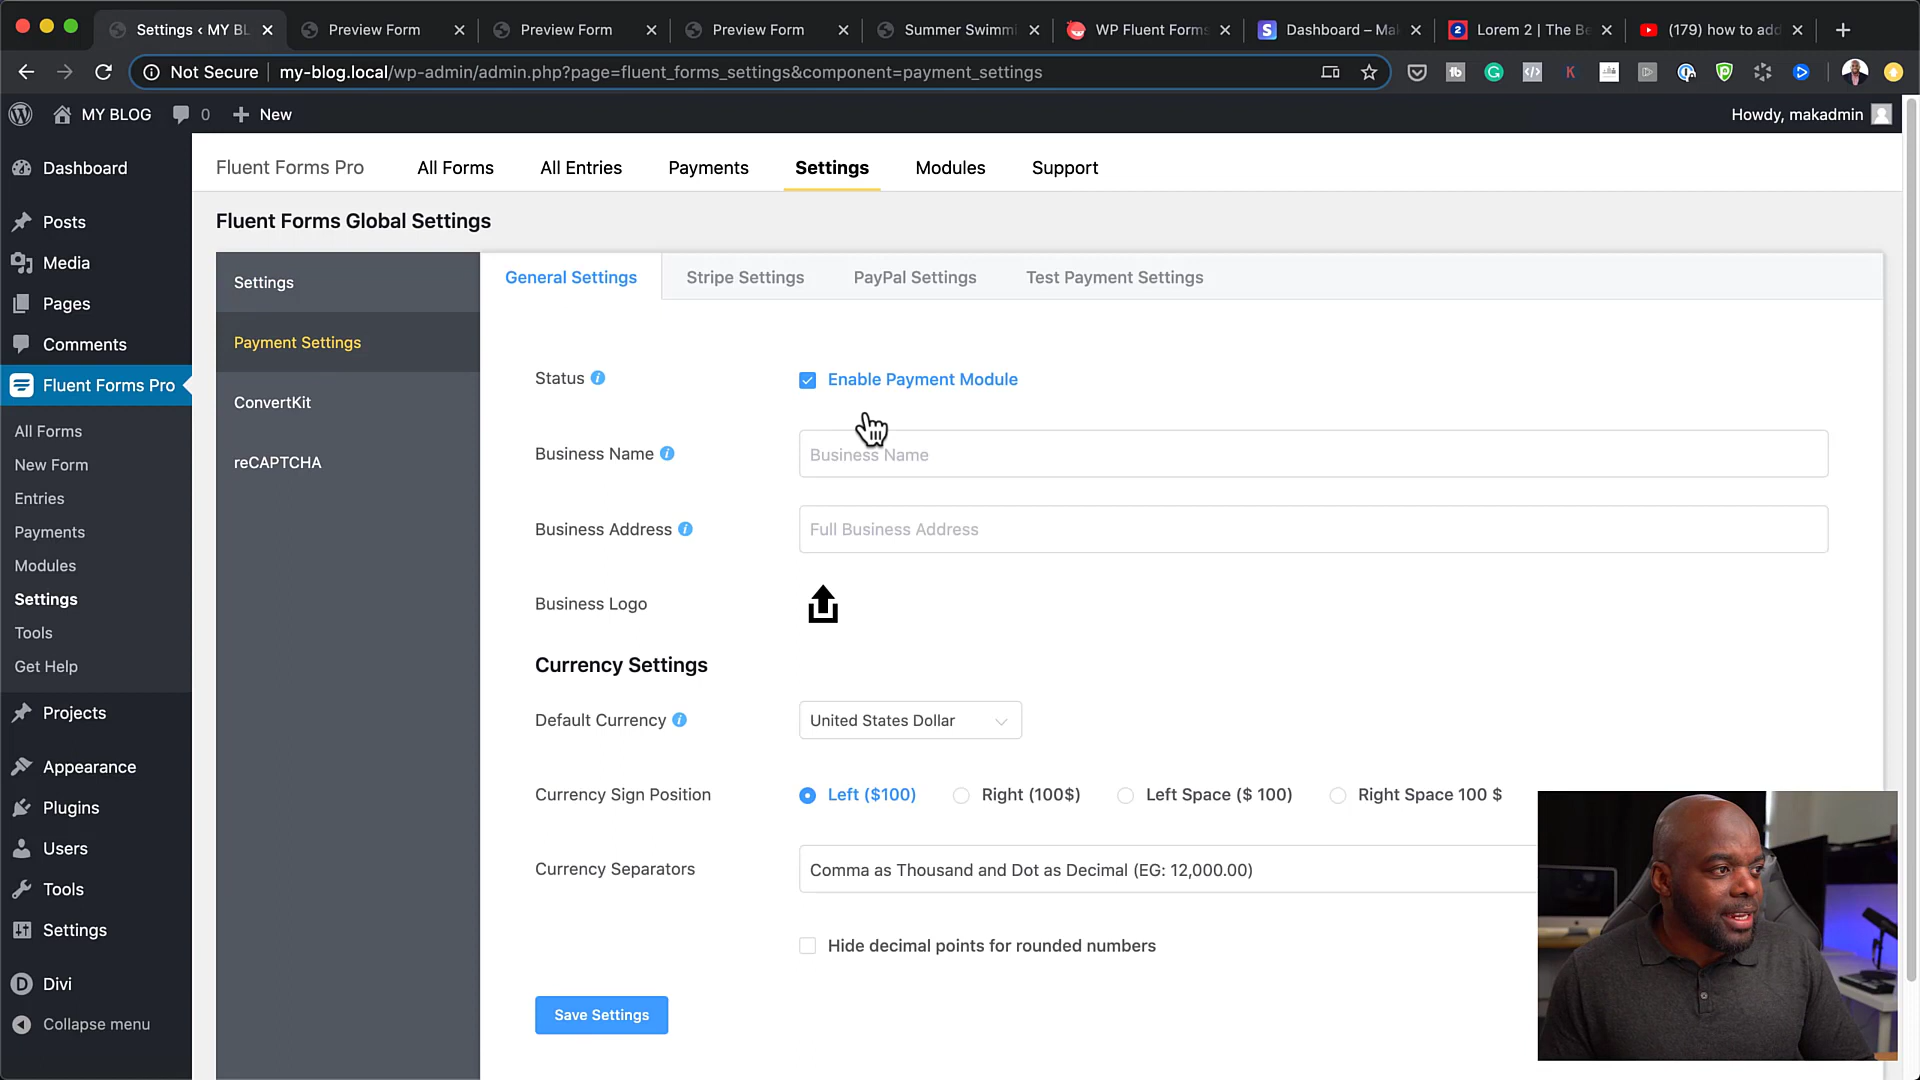 Settings ‹ MY BL
Preview Form
Preview Form
Preview Form
Summer Swimmi
WP Fluent Forms
Dashboard – Mak
Lorem 2 | The Be
(179) how to add
Not Secure
my-blog.local/wp-admin/admin.php?page=fluent_forms_settings&component=payment_settings
MY BLOG
0
New
Howdy, makadmin
Dashboard
Posts
Media
Pages
Comments
Fluent Forms Pro
All Forms
New Form
Entries
Payments
Modules
Settings
Tools
Get Help
Projects
Appearance
Plugins
Users
Tools
Settings
Divi
Collapse menu
Fluent Forms Pro
All Forms
All Entries
Payments
Settings
Modules
Support
Fluent Forms Global Settings
Settings
Payment Settings
ConvertKit
reCAPTCHA
General Settings
Stripe Settings
PayPal Settings
Test Payment Settings
Status
Enable Payment Module
Business Name
Business Name
Business Address
Full Business Address
Business Logo
Currency Settings
Default Currency
United States Dollar
Currency Sign Position
Left ($100)
Right (100$)
Left Space ($ 100)
Right Space 100 $
Currency Separators
Comma as Thousand and Dot as Decimal (EG: 12,000.00)
Hide decimal points for rounded numbers
Save Settings